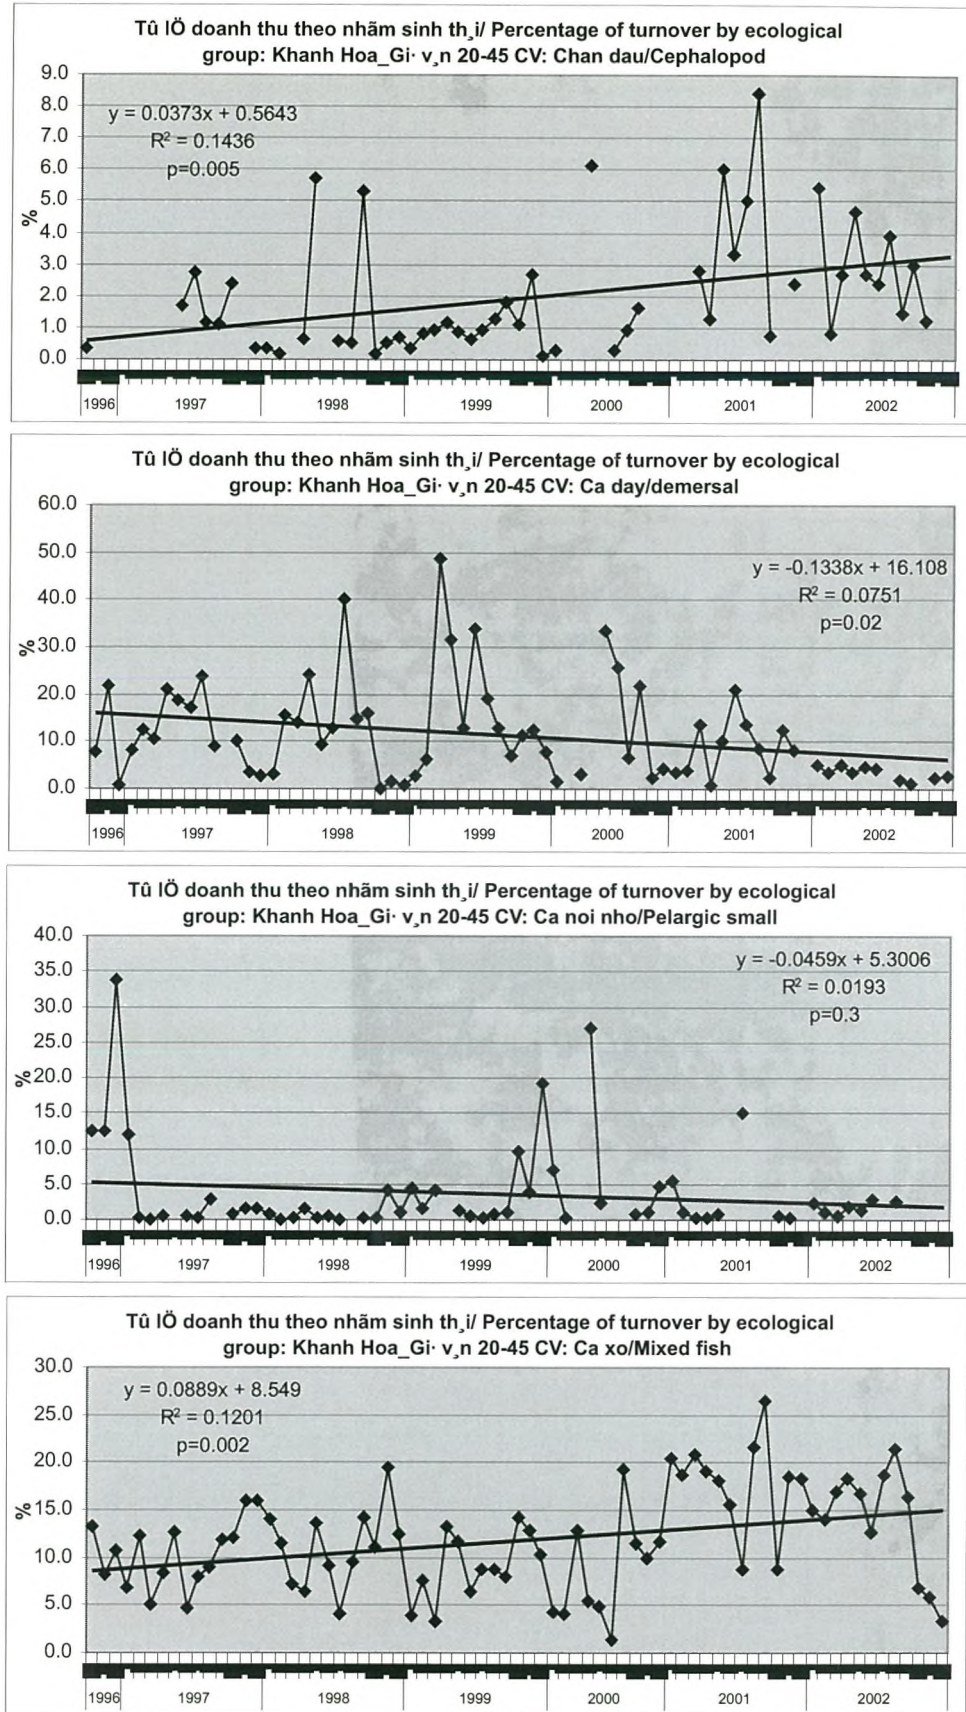 Tû lÖ doanh thu theo nhãm sinh th¸i/ Percentage of turnover by ecological
group: Khanh Hoa_Gi· v¸n 20-45 CV: Chan dau/Cephalopod
9.0
8.0
7.0
6.0
5.0
4.0
3.0
2.0
1.0
0.0
%
y = 0.0373x + 0.5643
R² = 0.1436
p=0.005
1996 1997 1998 1999 2000 2001 2002
Tû lÖ doanh thu theo nhãm sinh th¸i/ Percentage of turnover by ecological
group: Khanh Hoa_Gi· v¸n 20-45 CV: Ca day/demersal
60.0
50.0
40.0
30.0
20.0
10.0
0.0
%
y = -0.1338x + 16.108
R² = 0.0751
p=0.02
1996 1997 1998 1999 2000 2001 2002
Tû lÖ doanh thu theo nhãm sinh th¸i/ Percentage of turnover by ecological
group: Khanh Hoa_Gi· v¸n 20-45 CV: Ca noi nho/Pelargic small
40.0
35.0
30.0
25.0
20.0
15.0
10.0
5.0
0.0
%
y = -0.0459x + 5.3006
R² = 0.0193
p=0.3
1996 1997 1998 1999 2000 2001 2002
Tû lÖ doanh thu theo nhãm sinh th¸i/ Percentage of turnover by ecological
group: Khanh Hoa_Gi· v¸n 20-45 CV: Ca xo/Mixed fish
30.0
25.0
20.0
15.0
10.0
5.0
0.0
%
y = 0.0889x + 8.549
R² = 0.1201
p=0.002
1996 1997 1998 1999 2000 2001 2002